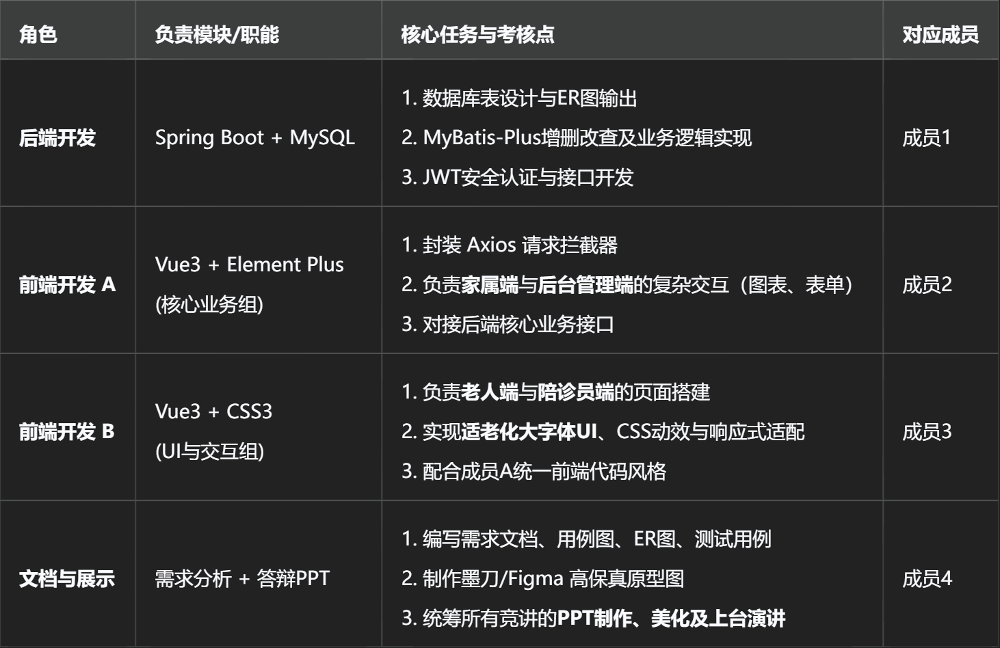 角色 负责模块/职能 核心任务与考核点 对应成员
后端开发 Spring Boot + MySQL
1. 数据库表设计与ER图输出
2. MyBatis-Plus增删改查及业务逻辑实现
3. JWT安全认证与接口开发
成员1
前端开发 A
Vue3 + Element Plus
(核心业务组)
1. 封装 Axios 请求拦截器
2. 负责家属端与后台管理端的复杂交互（图表、表单）
3. 对接后端核心业务接口
成员2
前端开发 B
Vue3 + CSS3
(UI与交互组)
1. 负责老人端与陪诊员端的页面搭建
2. 实现适老化大字体UI、CSS动效与响应式适配
3. 配合成员A统一前端代码风格
成员3
文档与展示
需求分析 + 答辩PPT
1. 编写需求文档、用例图、ER图、测试用例
2. 制作墨刀/Figma 高保真原型图
3. 统筹所有竞讲的PPT制作、美化及上台演讲
成员4